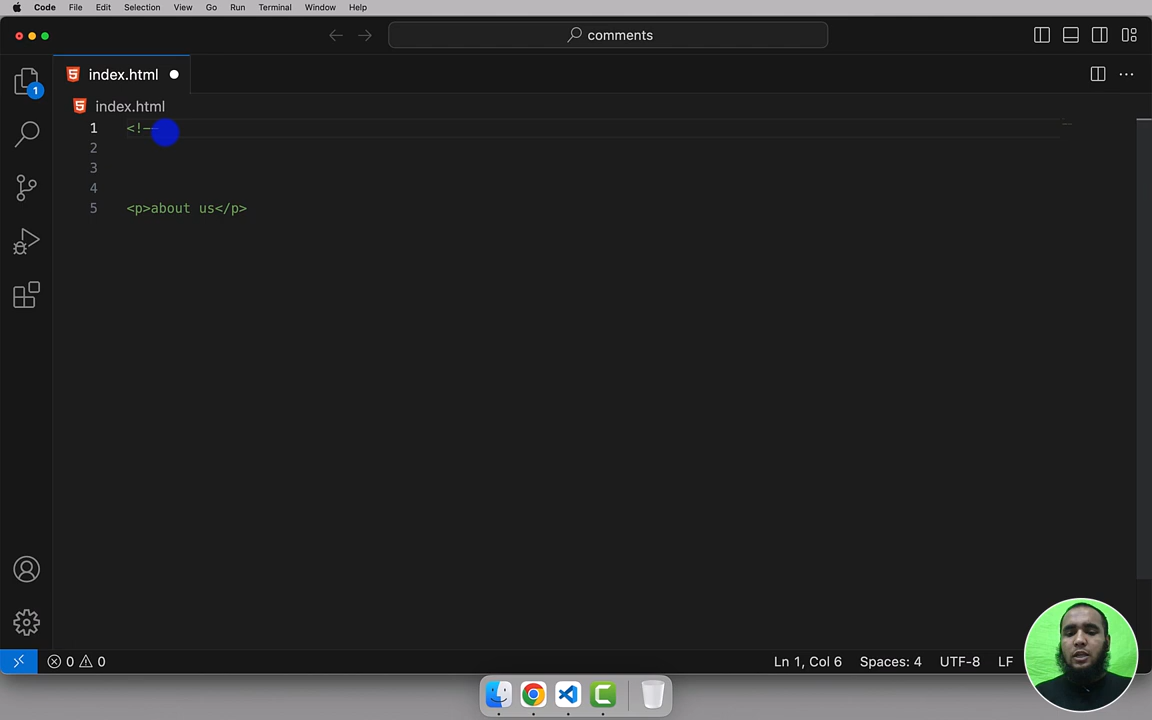 Code File Edit Selection View Go Run Terminal Window Help
comments
index.html
1
index.html
1 <!--
2
3
4
5 <p>about us</p>
0 0
Ln 1, Col 6 Spaces: 4 UTF-8 LF